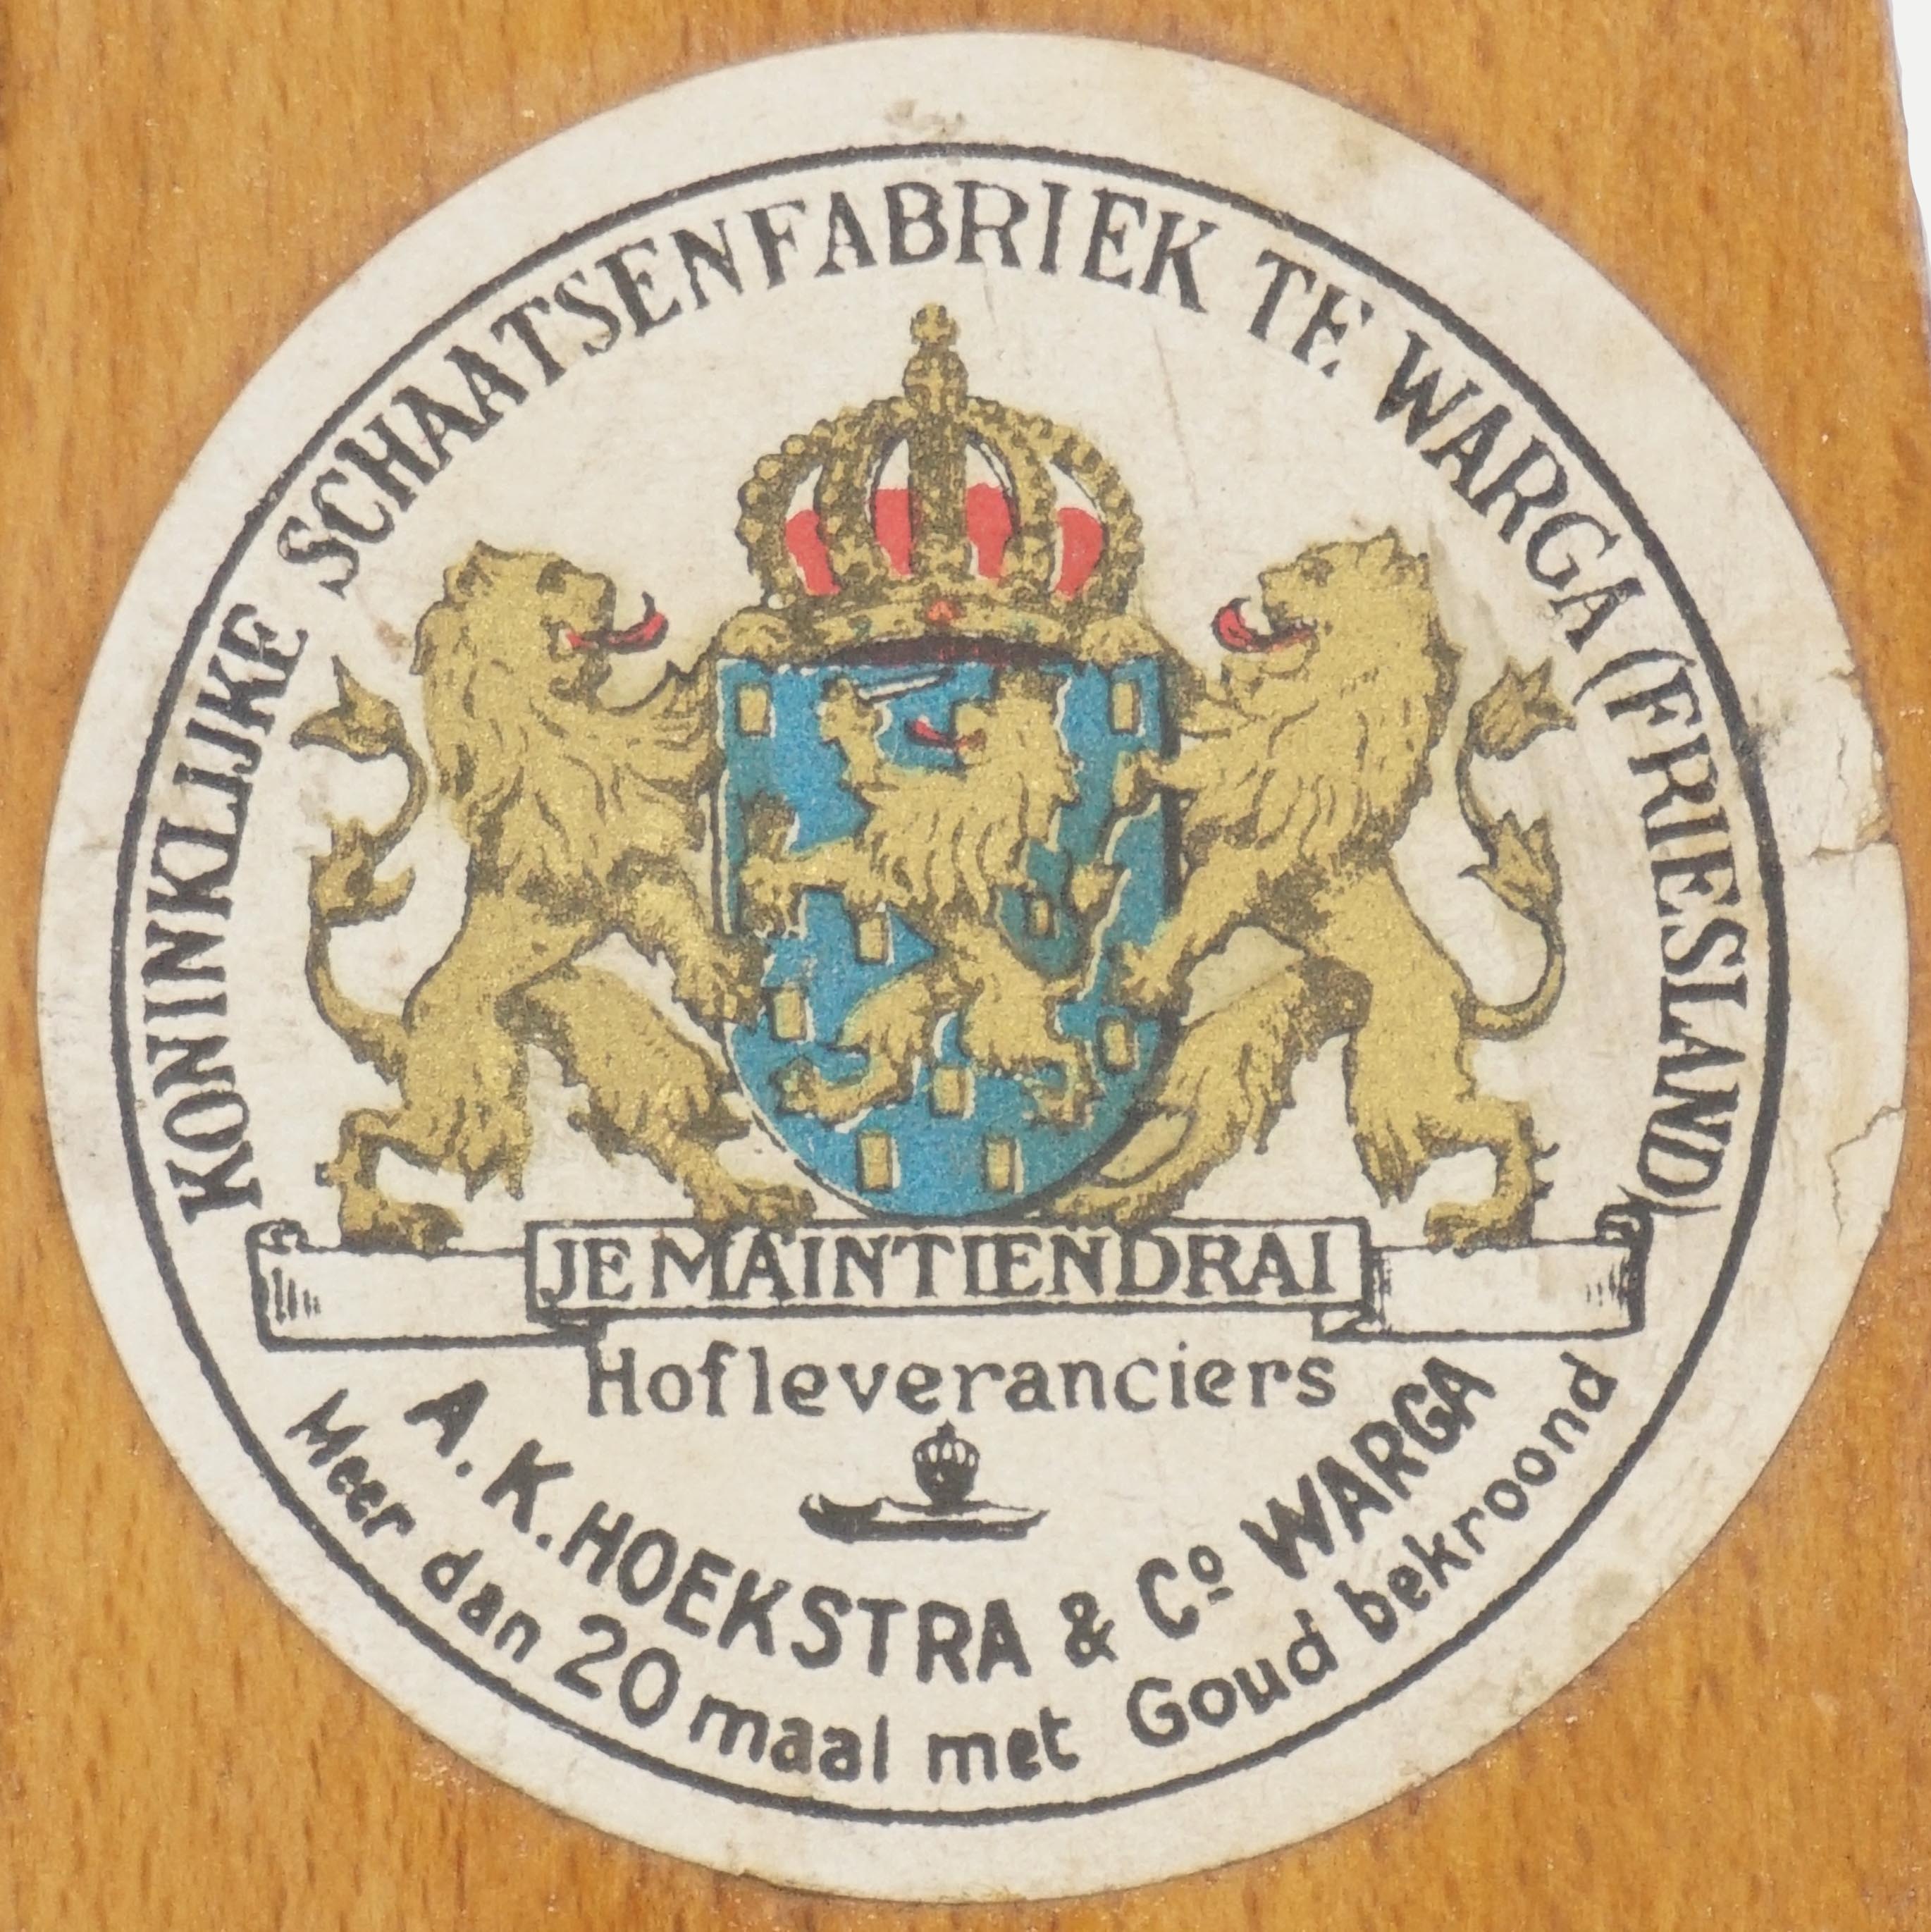 KONINKLIJKE SCHAATSENFABRIEK TE WARGA (FRIESLAND)
JE MAINTIENDRAI
Hofleveranciers
A. K. HOEKSTRA & Cº WARGA
Meer dan 20 maal met Goud bekroond